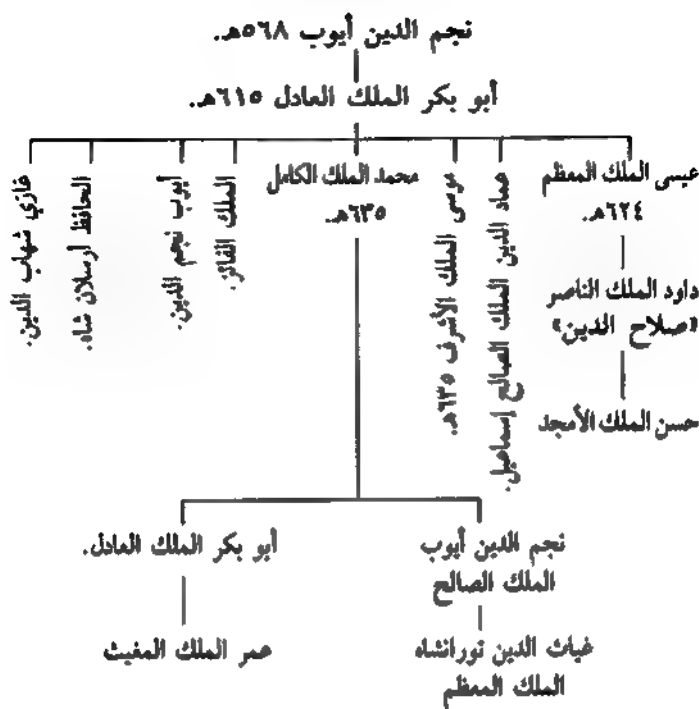 نجم الدين أيوب ٥٦٨هـ.
أبو بكر الملك العادل ٦١٥هـ.
عيسى الملك المعظم
٦٢٤هـ.
داود الملك الناصر
«صلاح الدين»
حسن الملك الأمجد
عماد الدين الملك الصالح إسماعيل.
موسى الملك الأشرف ٦٣٥هـ.
محمد الملك الكامل
٦٣٥هـ.
الملك الفائز.
أيوب نجم الدين.
الحافظ أرسلان شاه.
غازي شهاب الدين.
نجم الدين أيوب
الملك الصالح
غياث الدين تورانشاه
الملك المعظم
أبو بكر الملك العادل.
عمر الملك المغيث